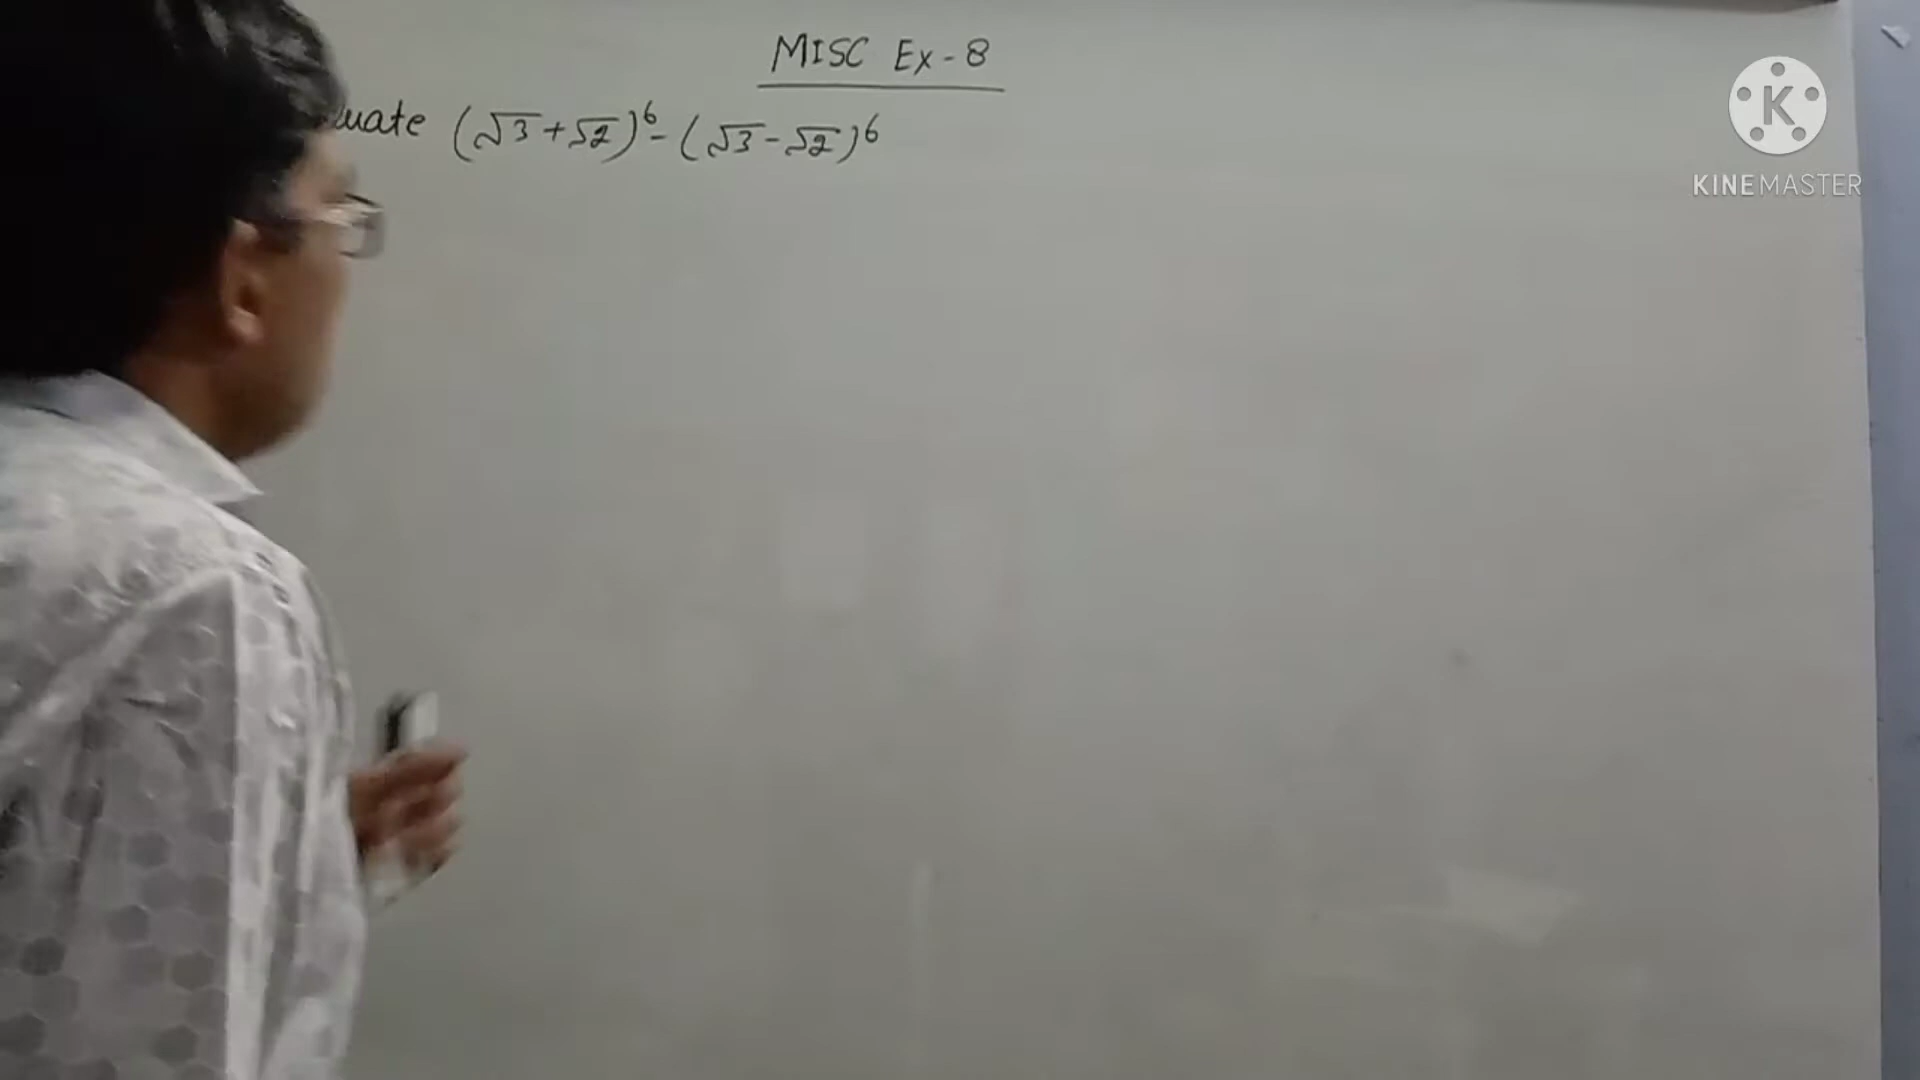 MISC Ex-8
uate (√3+√2)⁶-(√3-√2)⁶
K
KINEMASTER